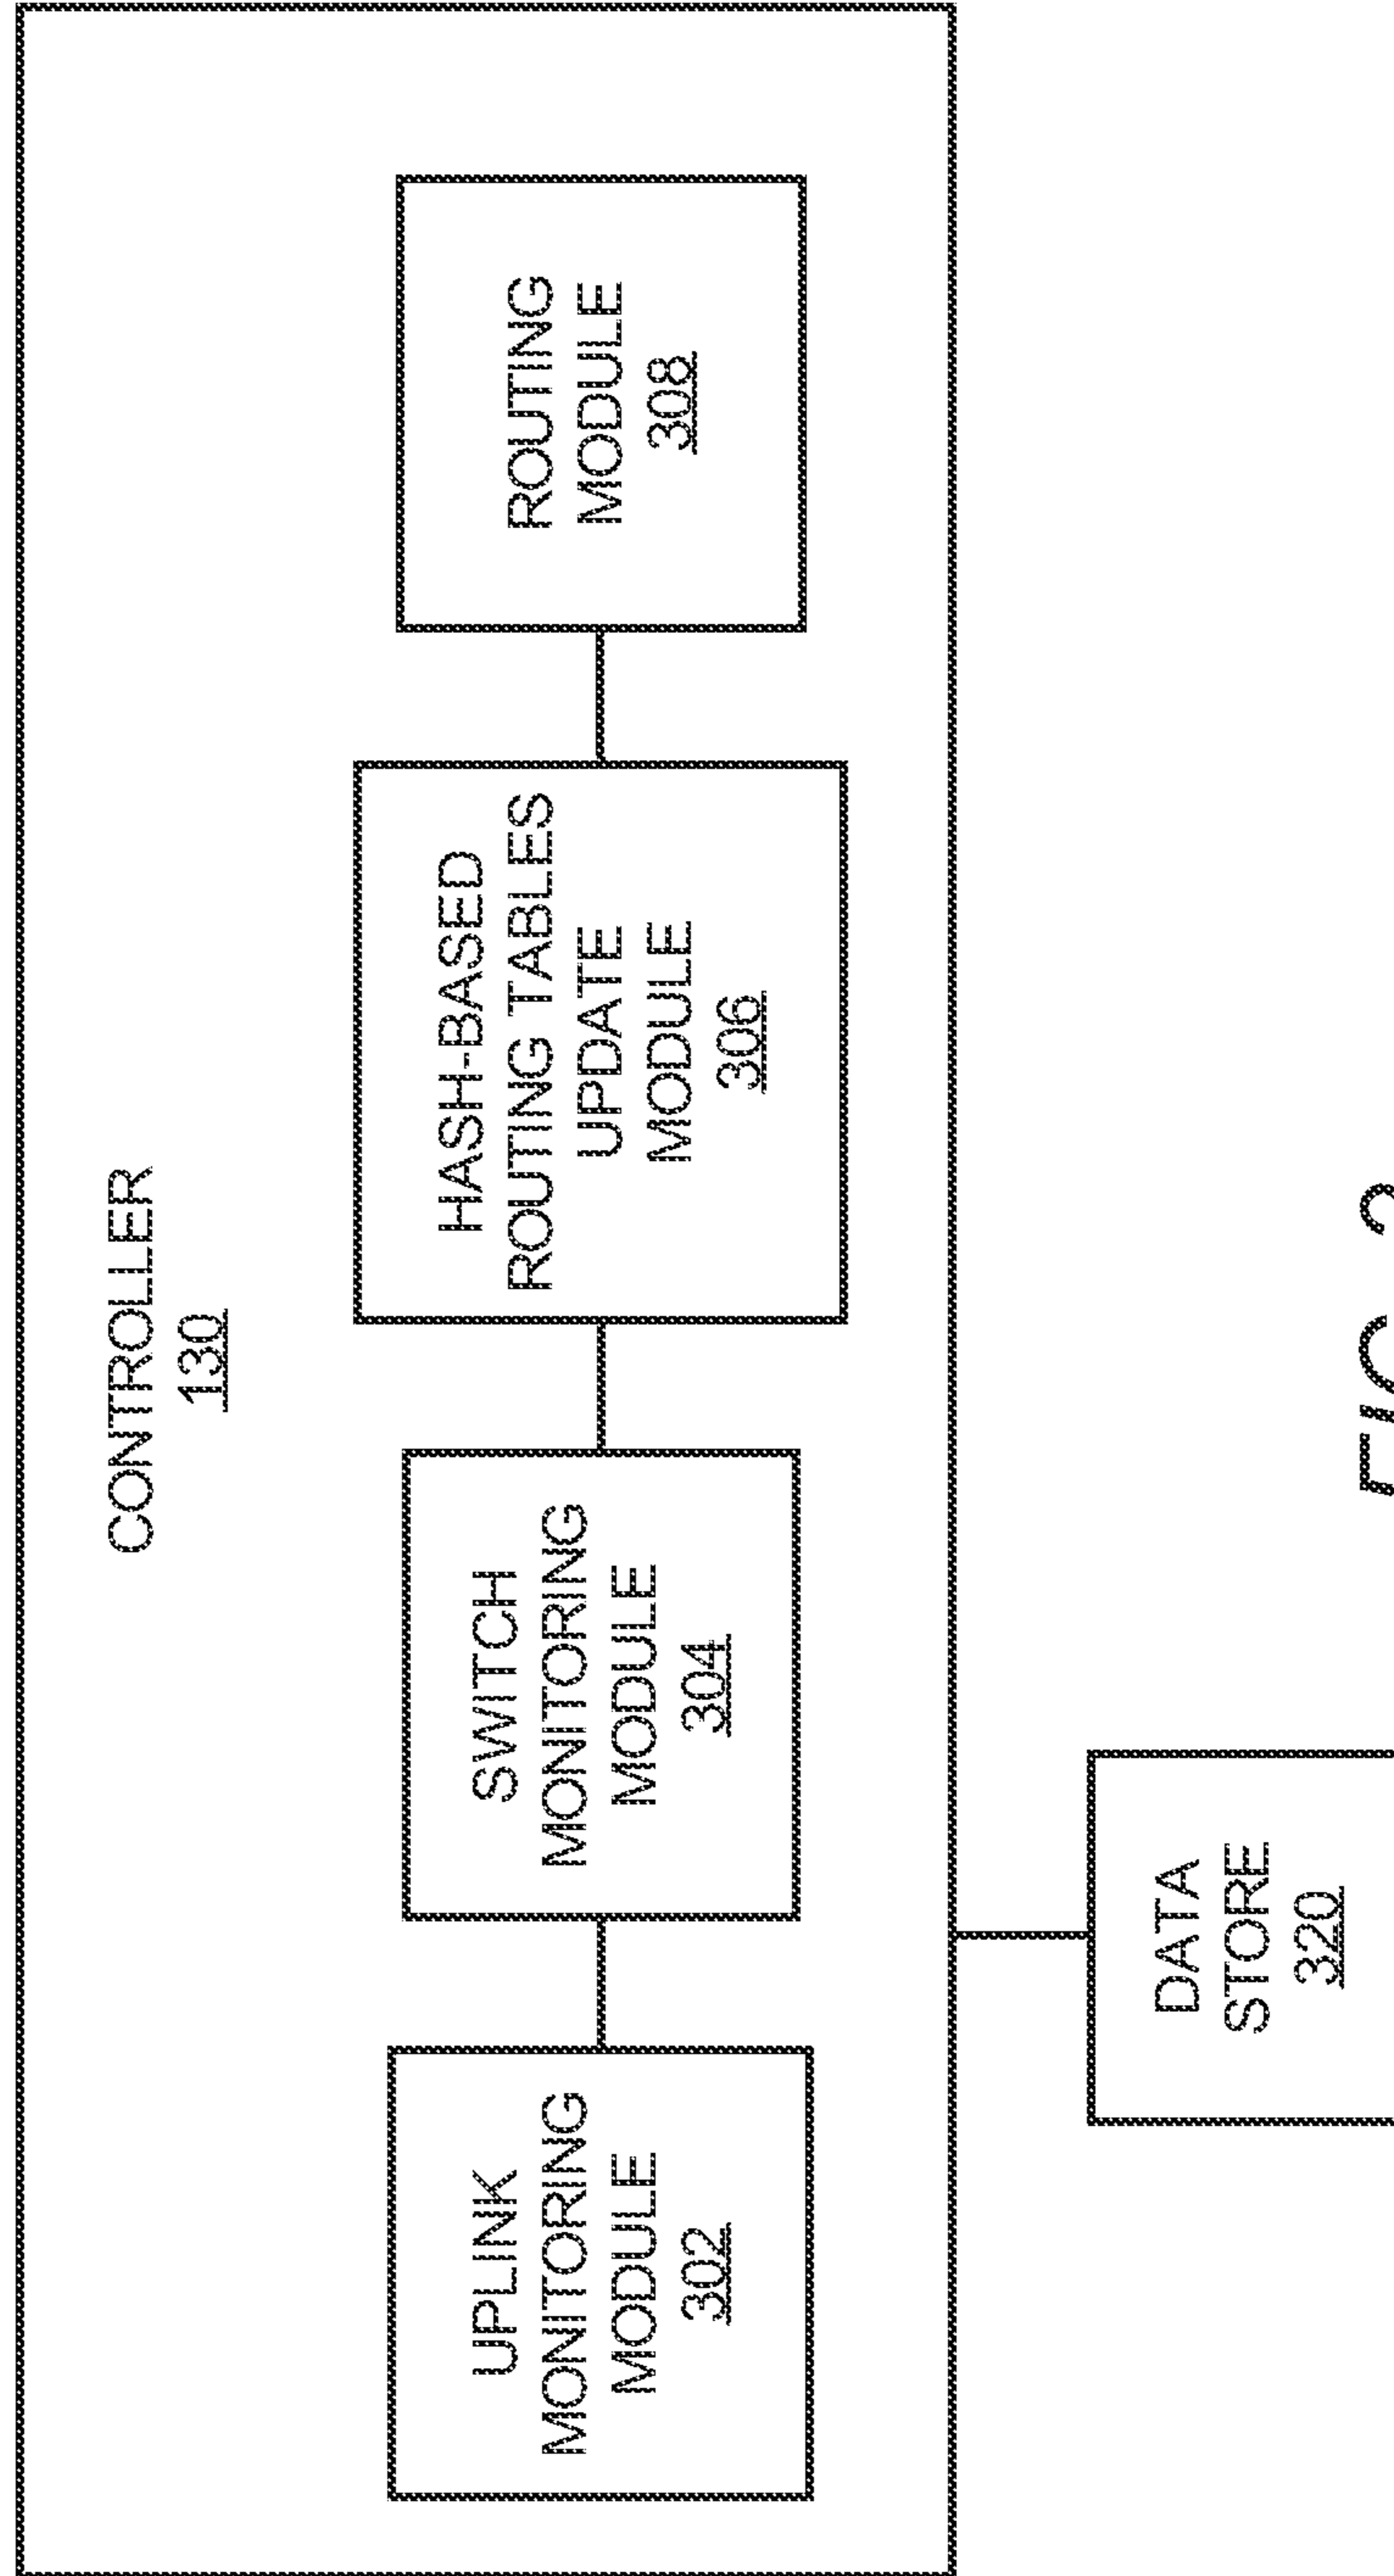 CONTROLLER
130
UPLINK
MONITORING
MODULE
302
SWITCH
MONITORING
MODULE
304
HASH-BASED
ROUTING TABLES
UPDATE
MODULE
306
ROUTING
MODULE
308
DATA
STORE
320